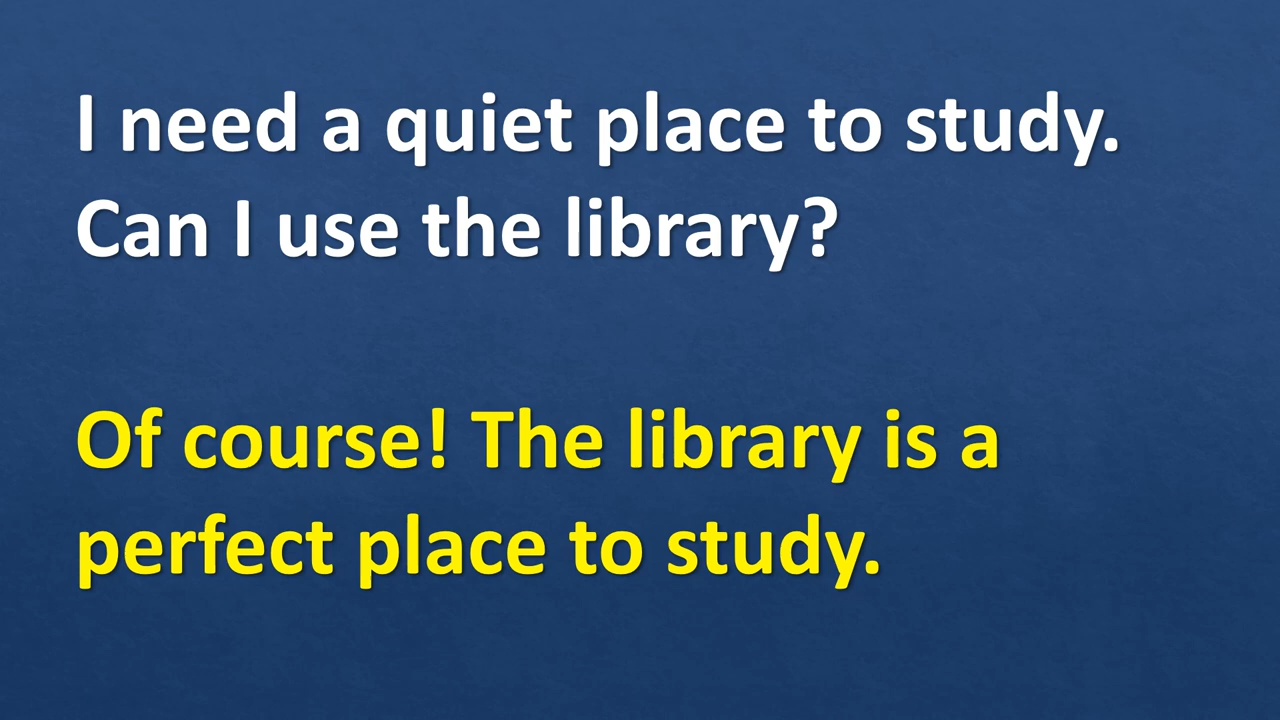 I need a quiet place to study.
Can I use the library?
Of course! The library is a
perfect place to study.